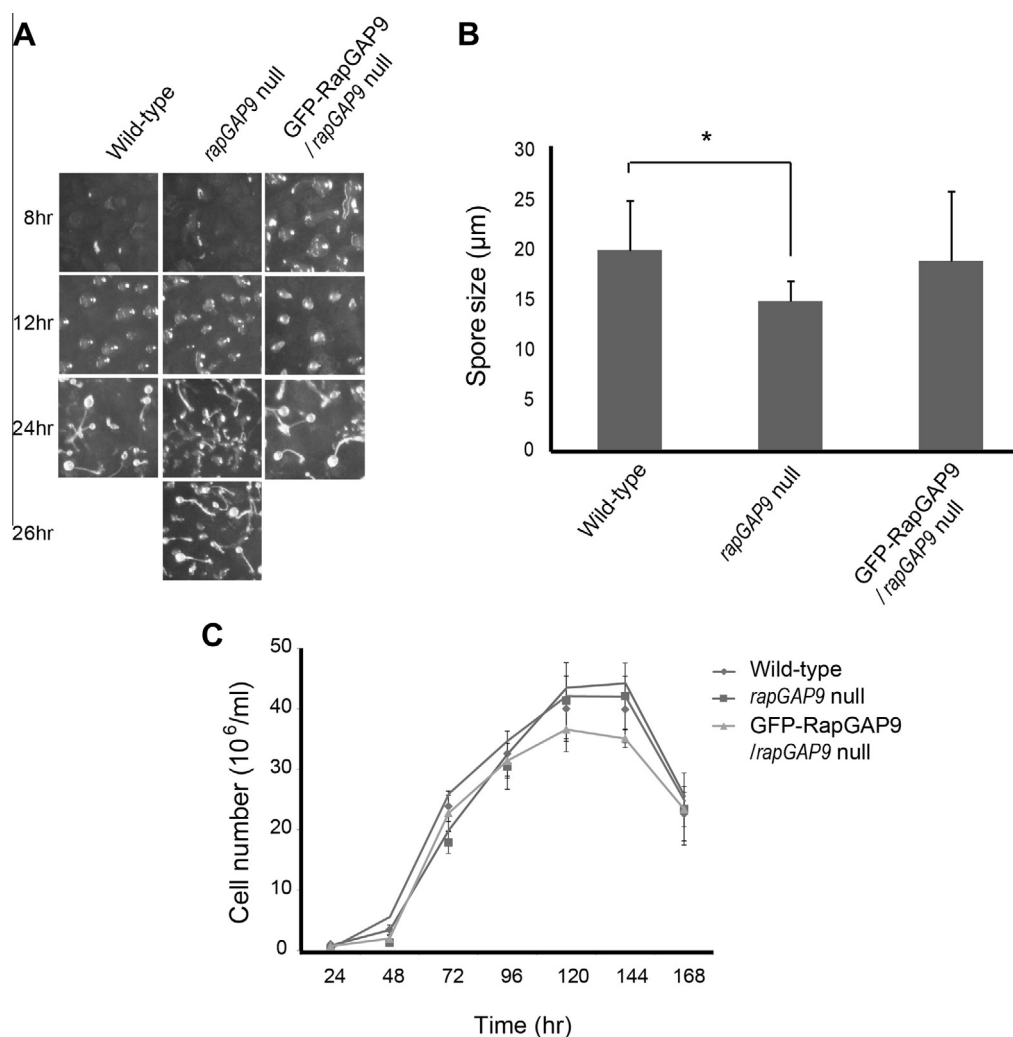 A
Wild-type
rapGAP9 null
GFP-RapGAP9
/ rapGAP9 null
8hr
12hr
24hr
26hr
B
*
Spore size (µm)
30
25
20
15
10
5
0
Wild-type
rapGAP9 null
GFP-RapGAP9
/ rapGAP9 null
C
Cell number (10⁶/ml)
50
40
30
20
10
0
24 48 72 96 120 144 168
Time (hr)
Wild-type
rapGAP9 null
GFP-RapGAP9
/rapGAP9 null